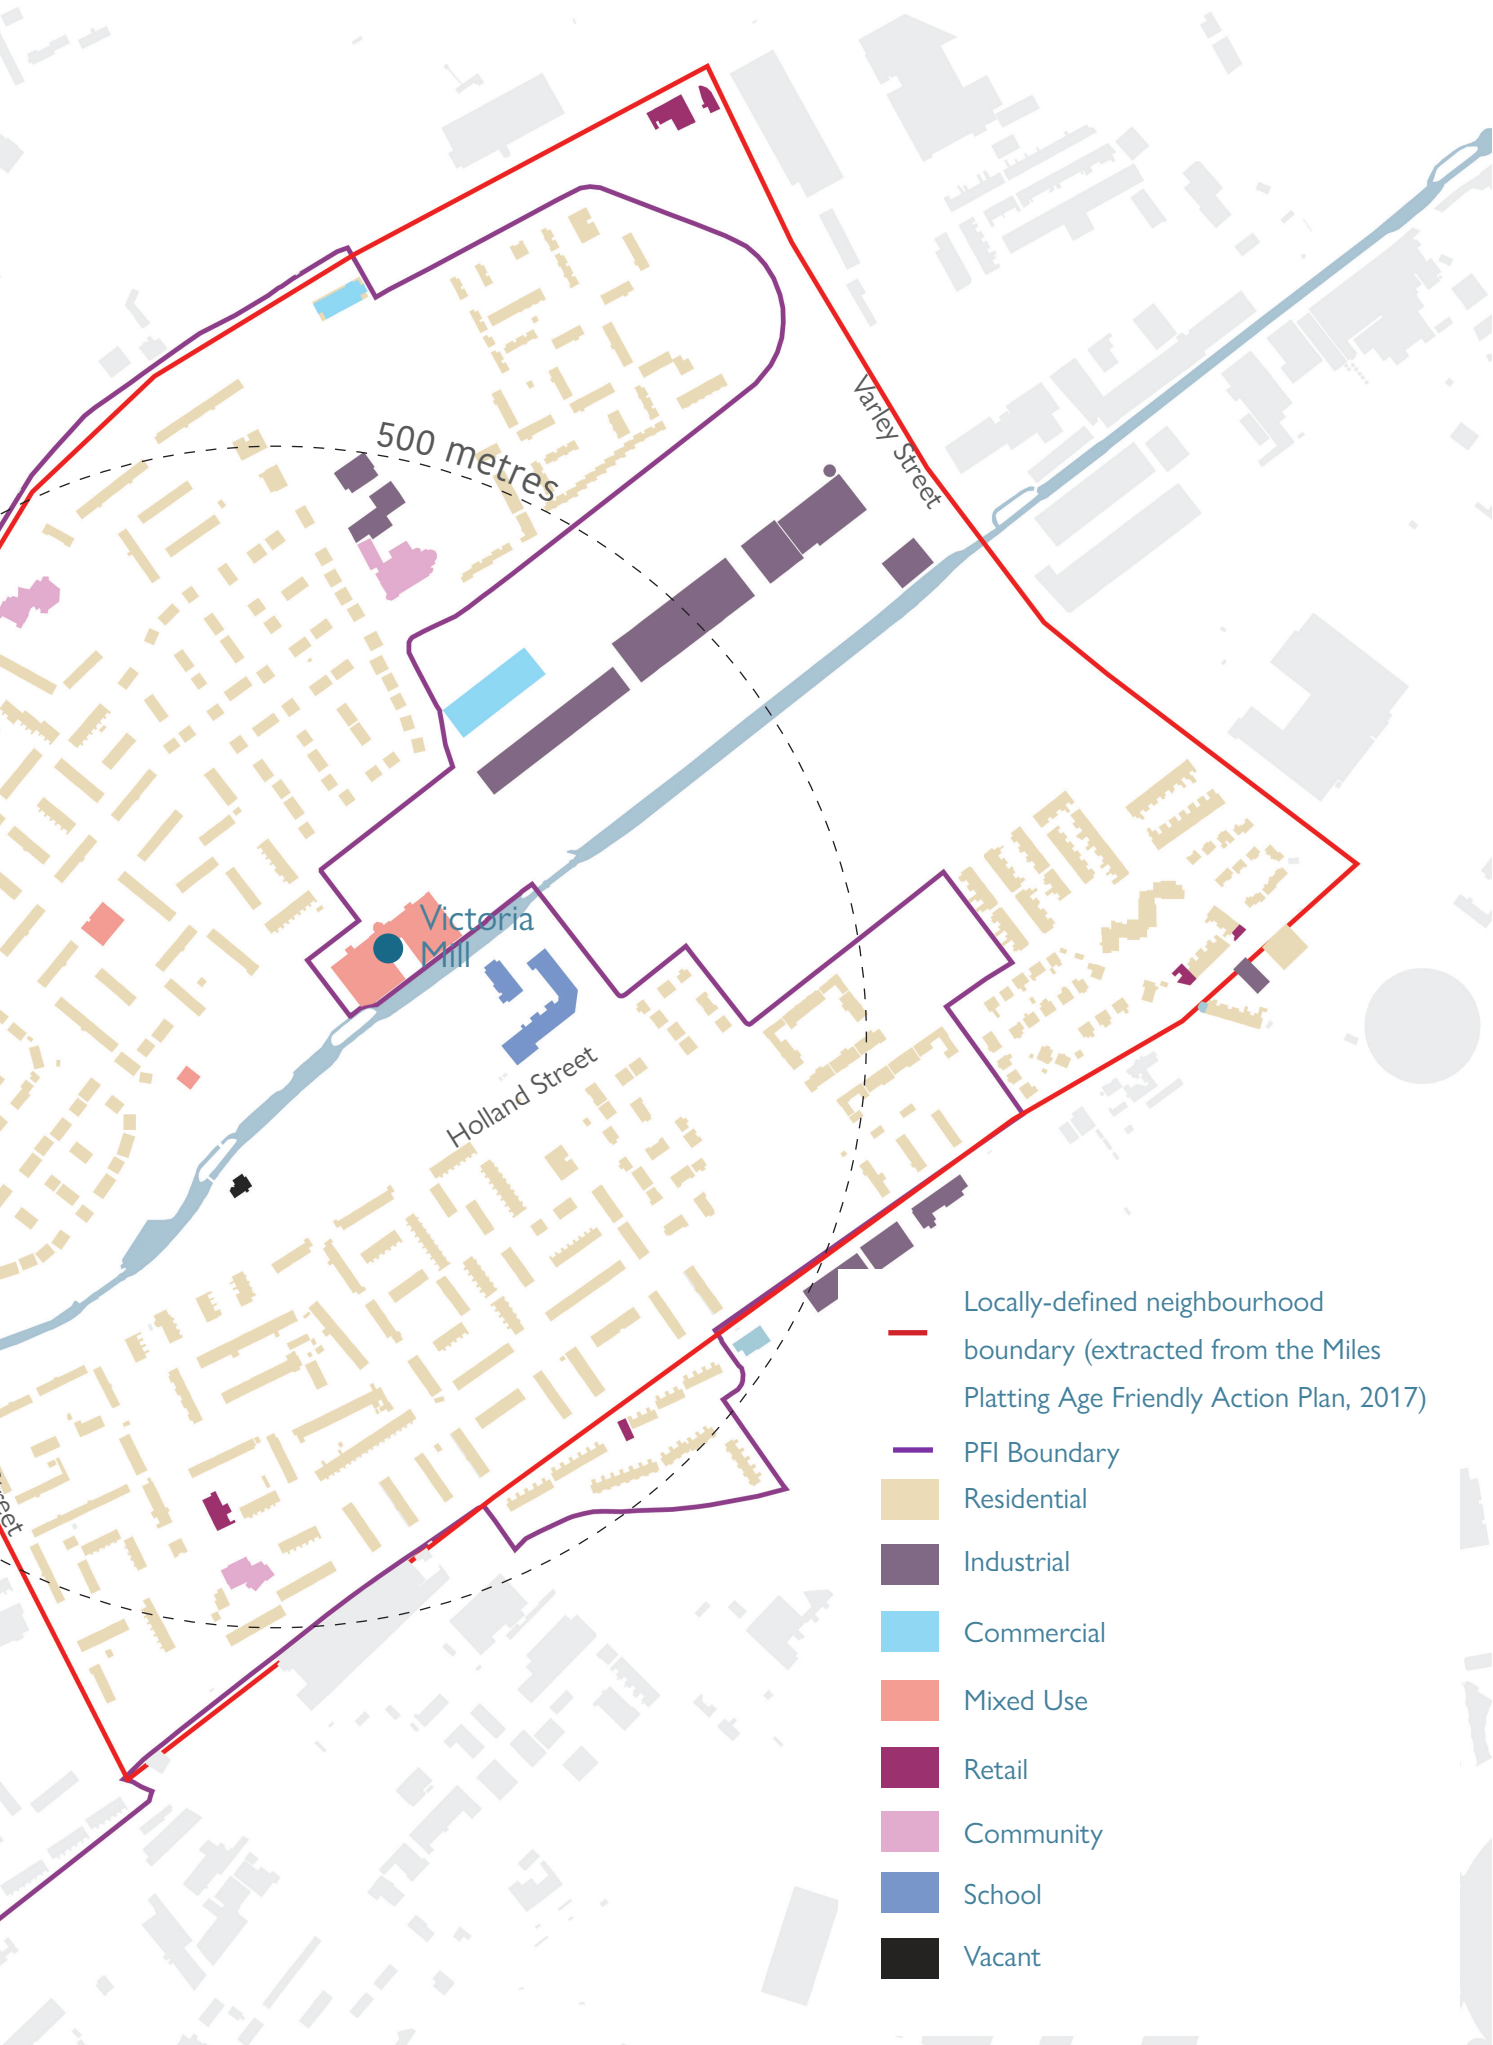 500 metres
Varley Street
Victoria
Mill
Holland Street
Locally-defined neighbourhood
boundary (extracted from the Miles
Platting Age Friendly Action Plan, 2017)
PFI Boundary
Residential
Industrial
Commercial
Mixed Use
Retail
Community
School
Vacant